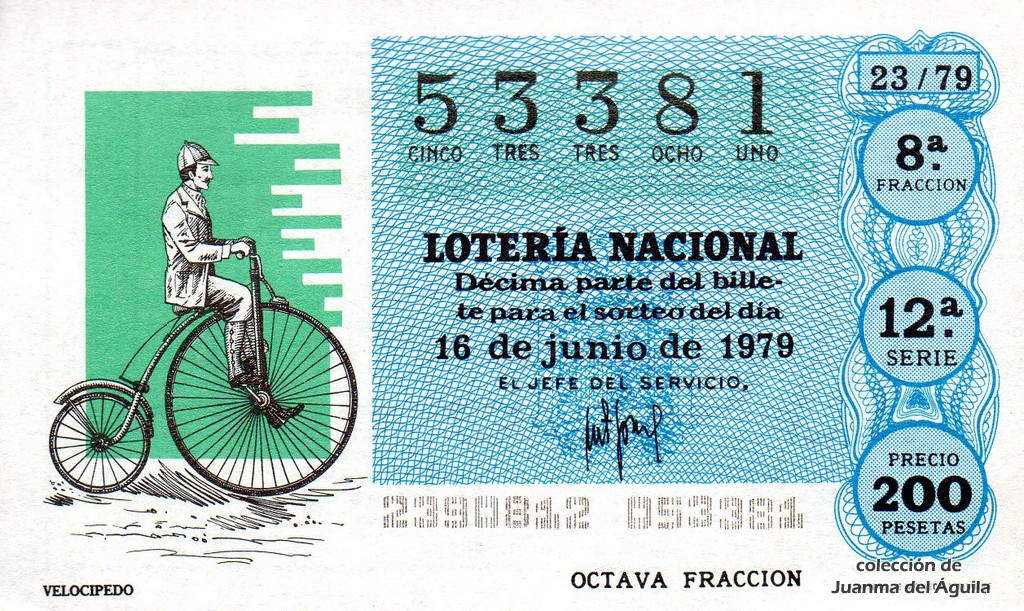 53381
CINCO TRES TRES OCHO UNO
23/79
8ª.
FRACCION
LOTERÍA NACIONAL
Décima parte del bille-
te para el sorteo del día
16 de junio de 1979
EL JEFE DEL SERVICIO,
12ª.
SERIE
PRECIO
200
PESETAS
2390812 053381
OCTAVA FRACCION
VELOCIPEDO
colección de
Juanma del Águila